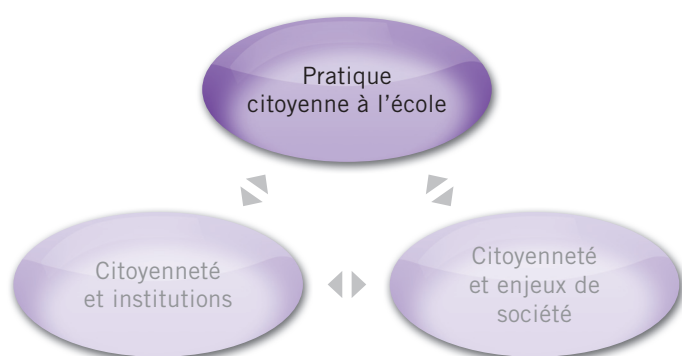 Pratique
citoyenne à l’école
Citoyenneté
et institutions
Citoyenneté
et enjeux de
société